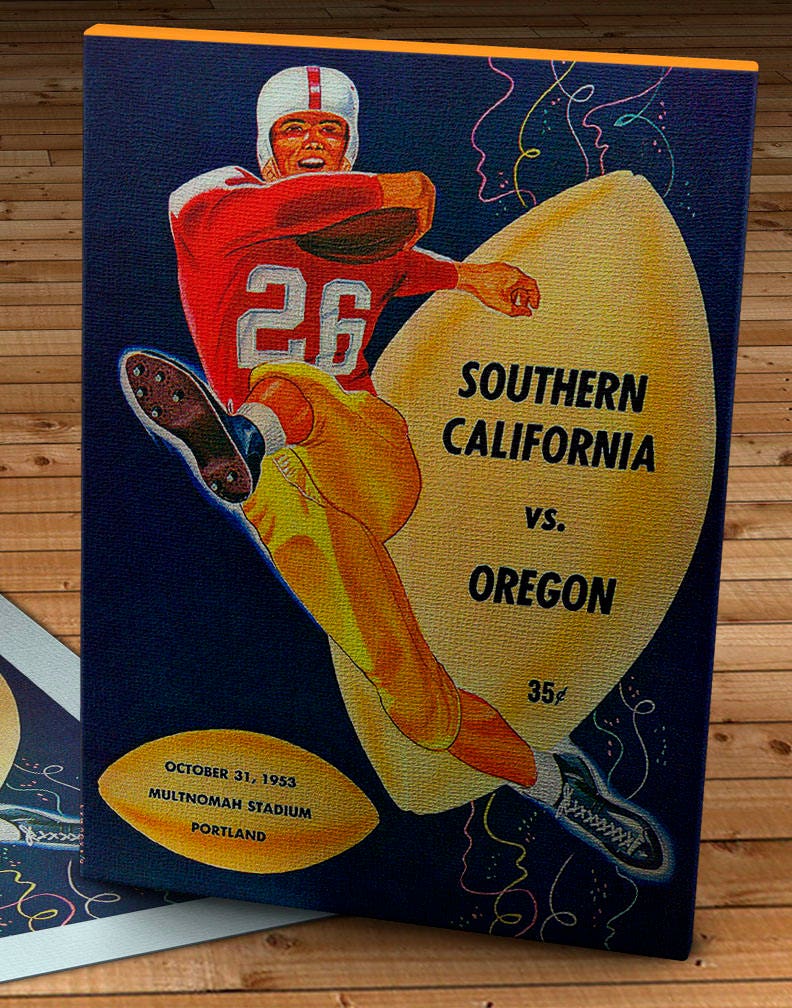 26
SOUTHERN
CALIFORNIA
vs.
OREGON
35¢
OCTOBER 31, 1953
MULTNOMAH STADIUM
PORTLAND